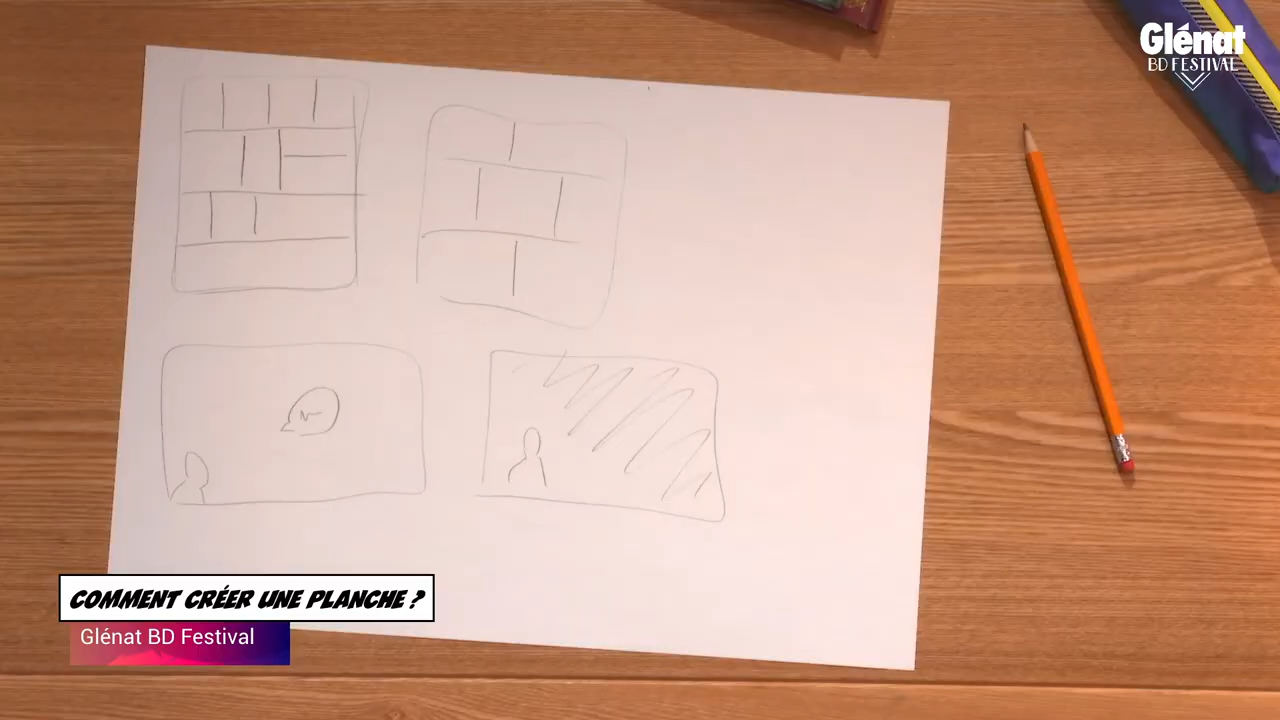 Glénat
BD FESTIVAL
COMMENT CRÉER UNE PLANCHE ?
Glénat BD Festival